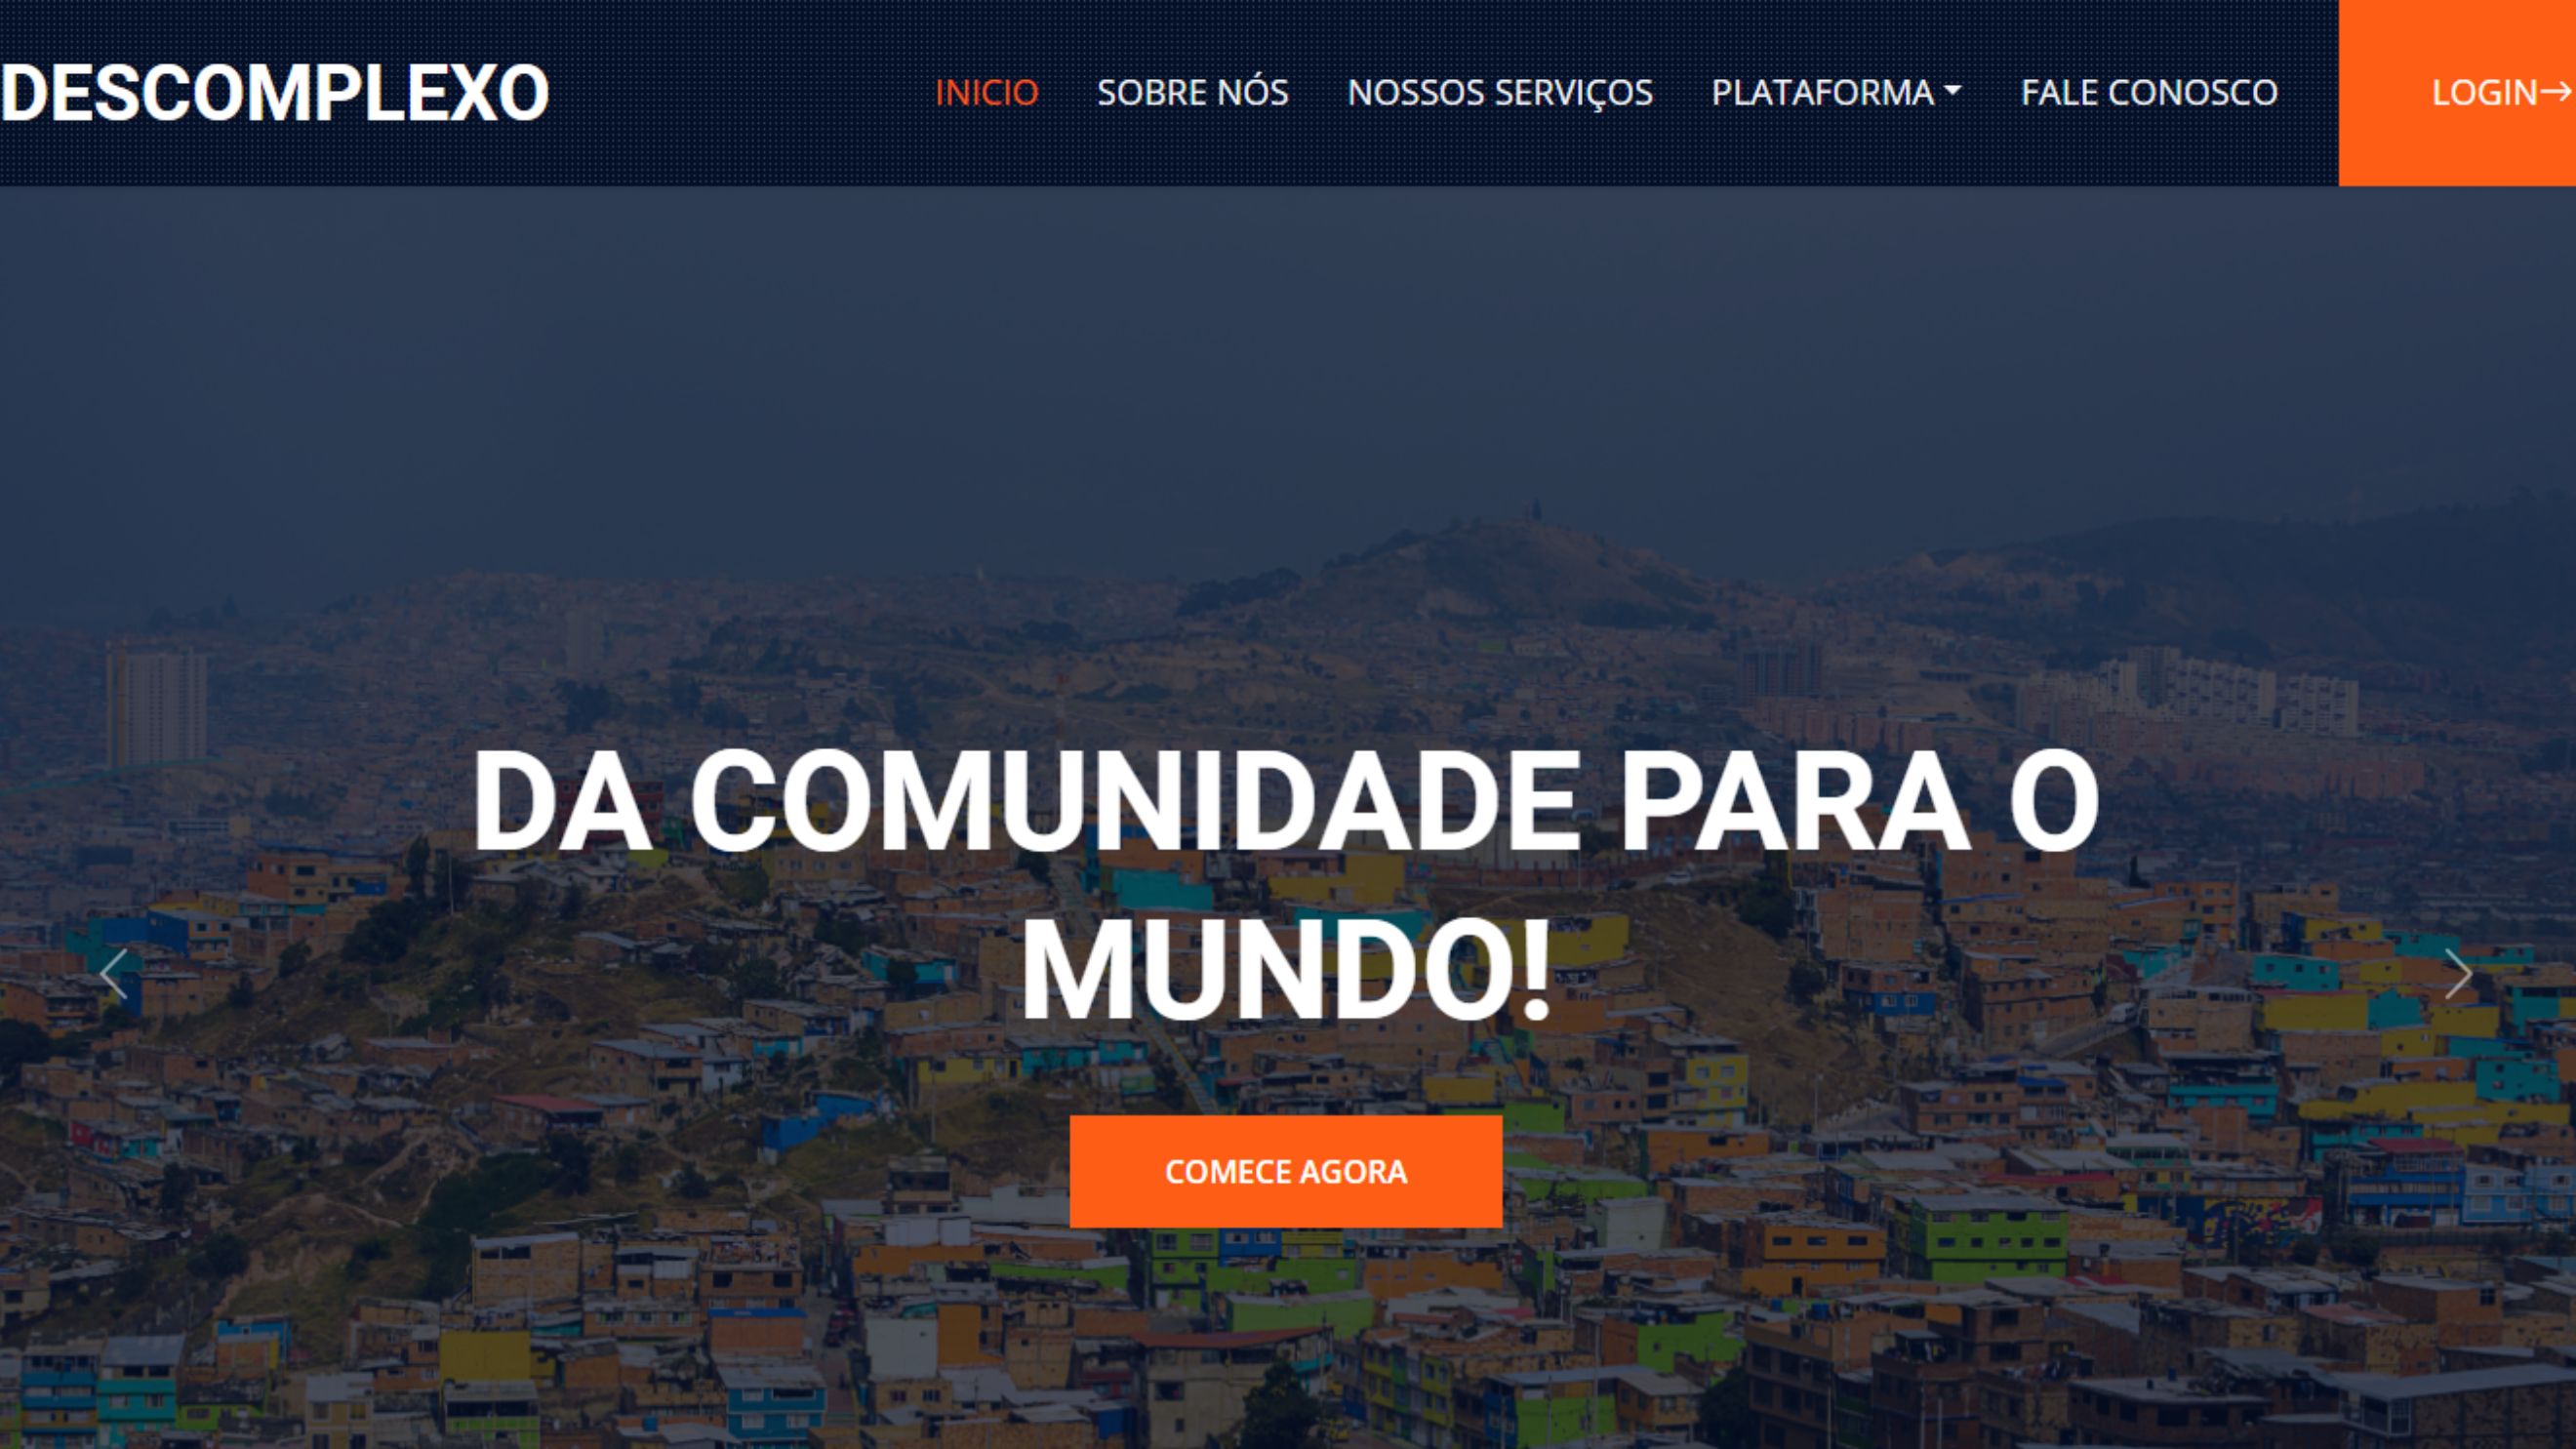 DESCOMPLEXO
INICIO SOBRE NÓS NOSSOS SERVIÇOS PLATAFORMA FALE CONOSCO LOGIN→
DA COMUNIDADE PARA O
MUNDO!
COMECE AGORA